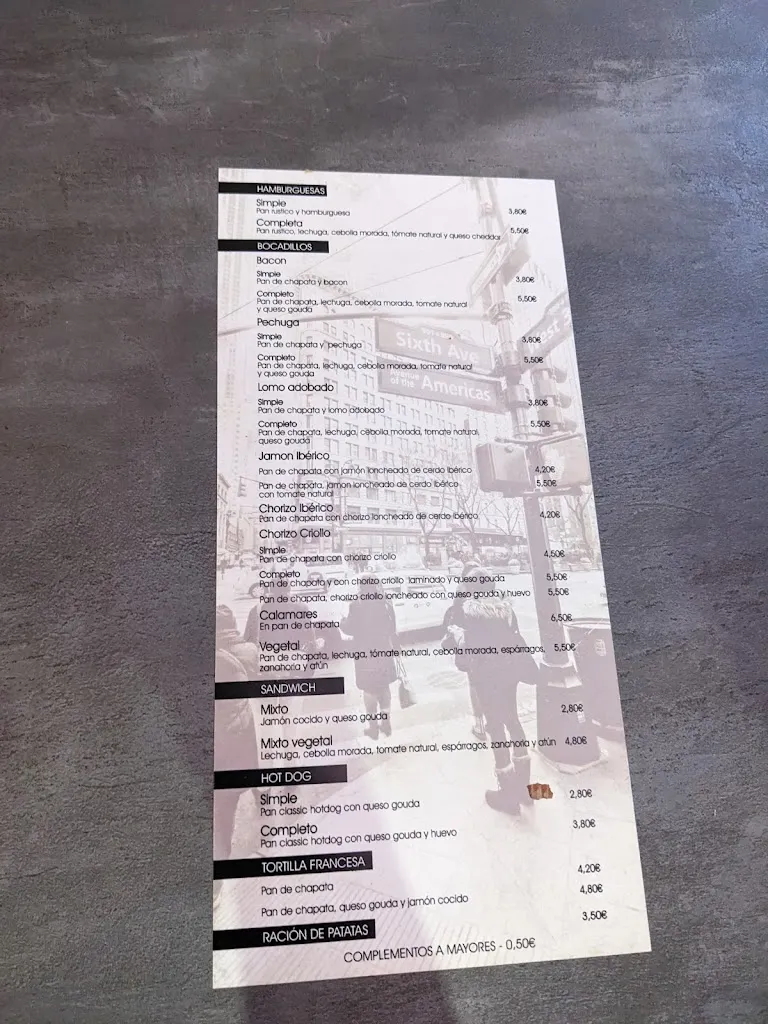 HAMBURGUESAS
Simple
Pan rustico y hamburguesa 3,80€
Completa
Pan rustico, lechuga, cebolla morada, tómate natural y queso cheddar 5,50€
BOCADILLOS
Bacon
Simple
Pan de chapata y bacon 3,80€
Completo
Pan de chapata, lechuga, cebolla morada, tomate natural 5,50€
y queso gouda
Pechuga
Simple
Pan de chapata y pechuga 3,80€
Completo
Pan de chapata, lechuga, cebolla morada, tomate natural 5,50€
y queso gouda
Lomo adobado
Simple
Pan de chapata y lomo adobado 3,80€
Completo
Pan de chapata, lechuga, cebolla morada, tomate natural, 5,50€
queso gouda
Jamon Ibérico
Pan de chapata con jamón loncheado de cerdo Ibérico 4,20€
Pan de chapata, jamon loncheado de cerdo Ibérico 5,50€
con tomate natural
Chorizo Ibérico
Pan de chapata con chorizo loncheado de cerdo Ibérico 4,20€
Chorizo Criollo
Simple
Pan de chapata con chorizo criollo 4,50€
Completo
Pan de chapata y con chorizo criollo laminado y queso gouda 5,50€
Pan de chapata, chorizo criollo loncheado con queso gouda y huevo 5,50€
Calamares
En pan de chapata 6,50€
Vegetal
Pan de chapata, lechuga, tómate natural, cebolla morada, espárragos, 5,50€
zanahoria y atún
SANDWICH
Mixto
Jamón cocido y queso gouda 2,80€
Mixto vegetal
Lechuga, cebolla morada, tomate natural, espárragos, zanahoria y atún 4,80€
HOT DOG
Simple
Pan classic hotdog con queso gouda 2,80€
Completo
Pan classic hotdog con queso gouda y huevo 3,80€
TORTILLA FRANCESA
Pan de chapata 4,20€
Pan de chapata, queso gouda y jamón cocido 4,80€
RACIÓN DE PATATAS 3,50€
COMPLEMENTOS A MAYORES - 0,50€
Sixth Ave
of the Americas